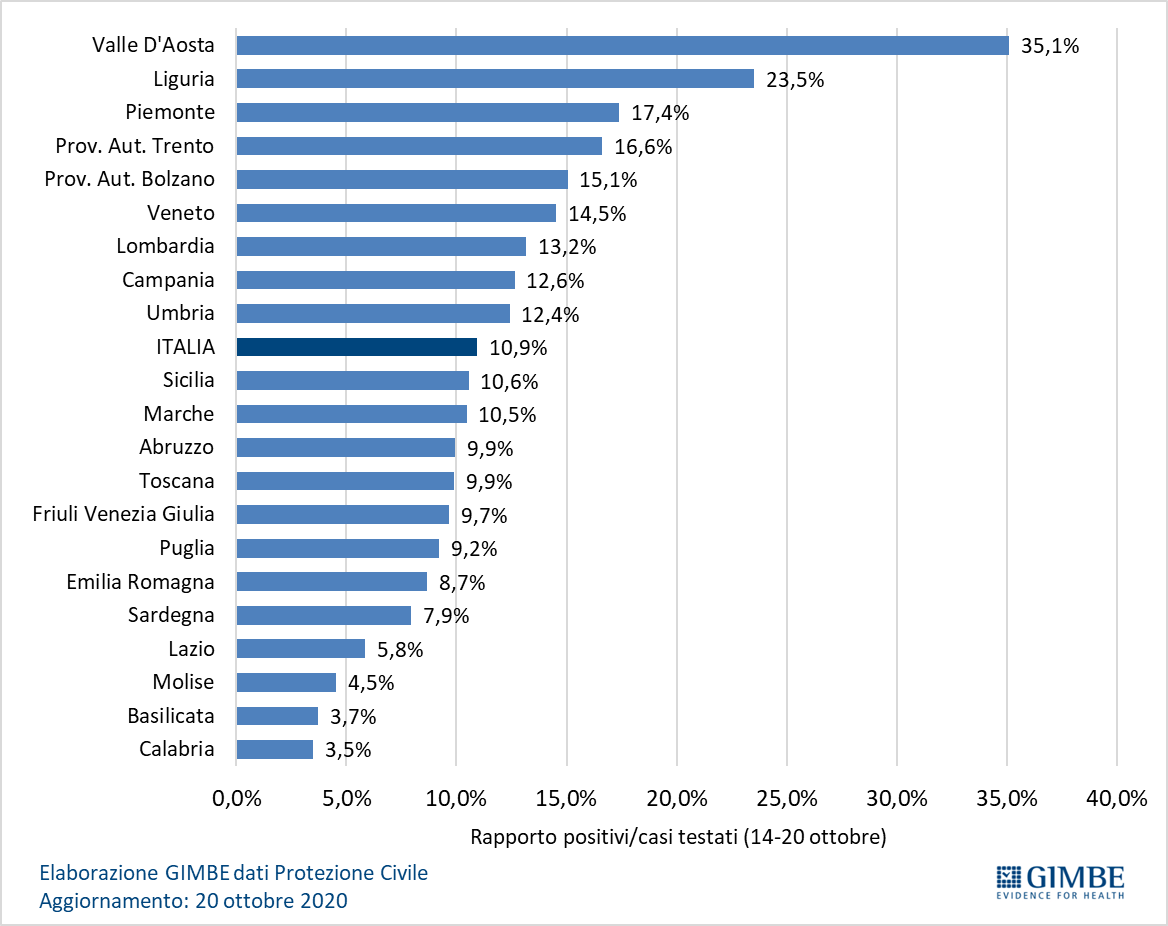 Valle D'Aosta 35,1%
Liguria 23,5%
Piemonte 17,4%
Prov. Aut. Trento 16,6%
Prov. Aut. Bolzano 15,1%
Veneto 14,5%
Lombardia 13,2%
Campania 12,6%
Umbria 12,4%
ITALIA 10,9%
Sicilia 10,6%
Marche 10,5%
Abruzzo 9,9%
Toscana 9,9%
Friuli Venezia Giulia 9,7%
Puglia 9,2%
Emilia Romagna 8,7%
Sardegna 7,9%
Lazio 5,8%
Molise 4,5%
Basilicata 3,7%
Calabria 3,5%
0,0% 5,0% 10,0% 15,0% 20,0% 25,0% 30,0% 35,0% 40,0%
Rapporto positivi/casi testati (14-20 ottobre)
Elaborazione GIMBE dati Protezione Civile
Aggiornamento: 20 ottobre 2020
GIMBE
EVIDENCE FOR HEALTH